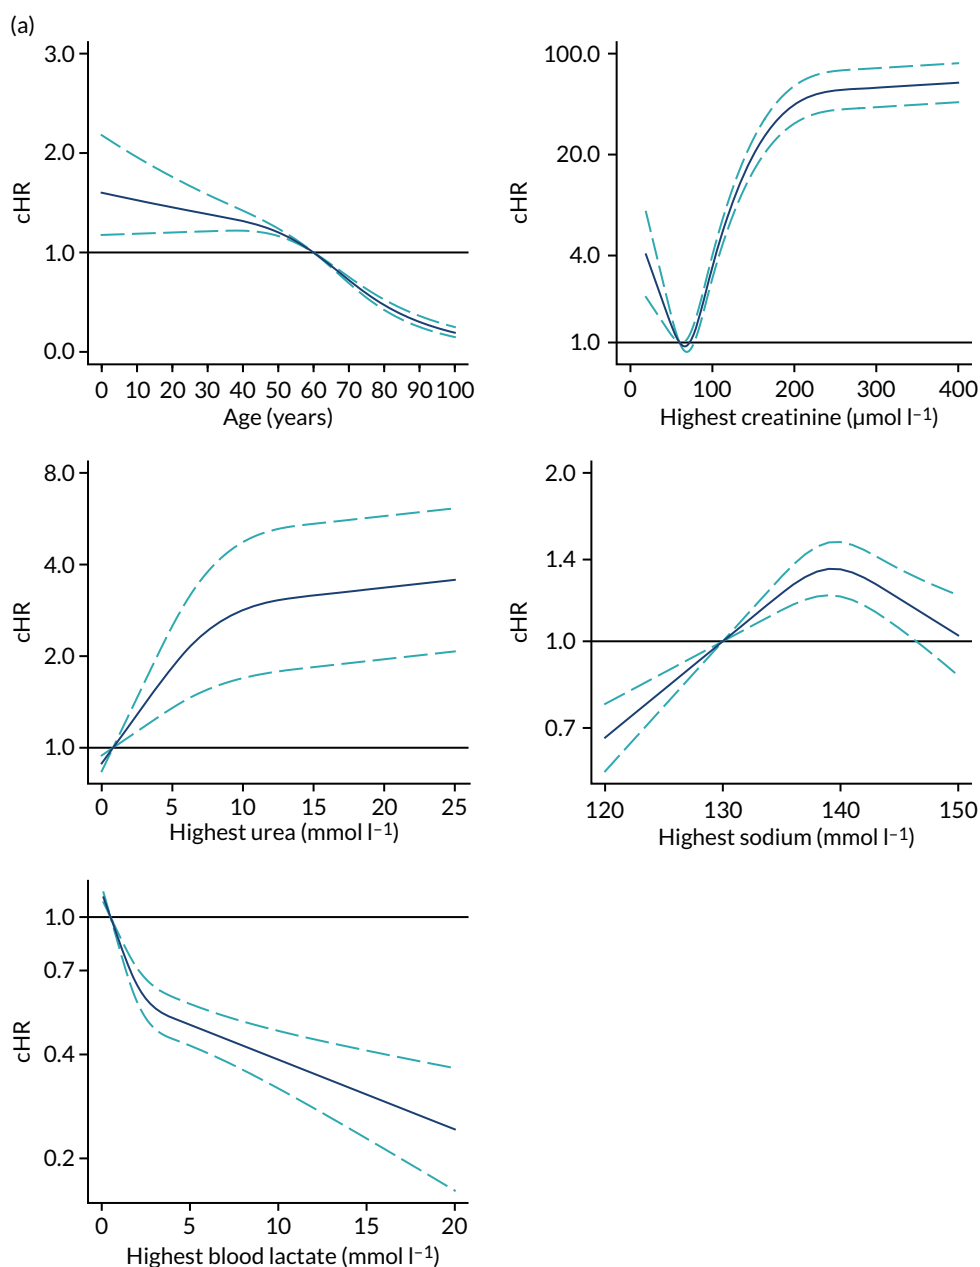 (a)
cHR
3.0
2.0
1.0
0.0
0 10 20 30 40 50 60 70 80 90 100
Age (years)
cHR
100.0
20.0
4.0
1.0
0 100 200 300 400
Highest creatinine (µmol l⁻¹)
cHR
8.0
4.0
2.0
1.0
0 5 10 15 20 25
Highest urea (mmol l⁻¹)
cHR
2.0
1.4
1.0
0.7
120 130 140 150
Highest sodium (mmol l⁻¹)
cHR
1.0
0.7
0.4
0.2
0 5 10 15 20
Highest blood lactate (mmol l⁻¹)